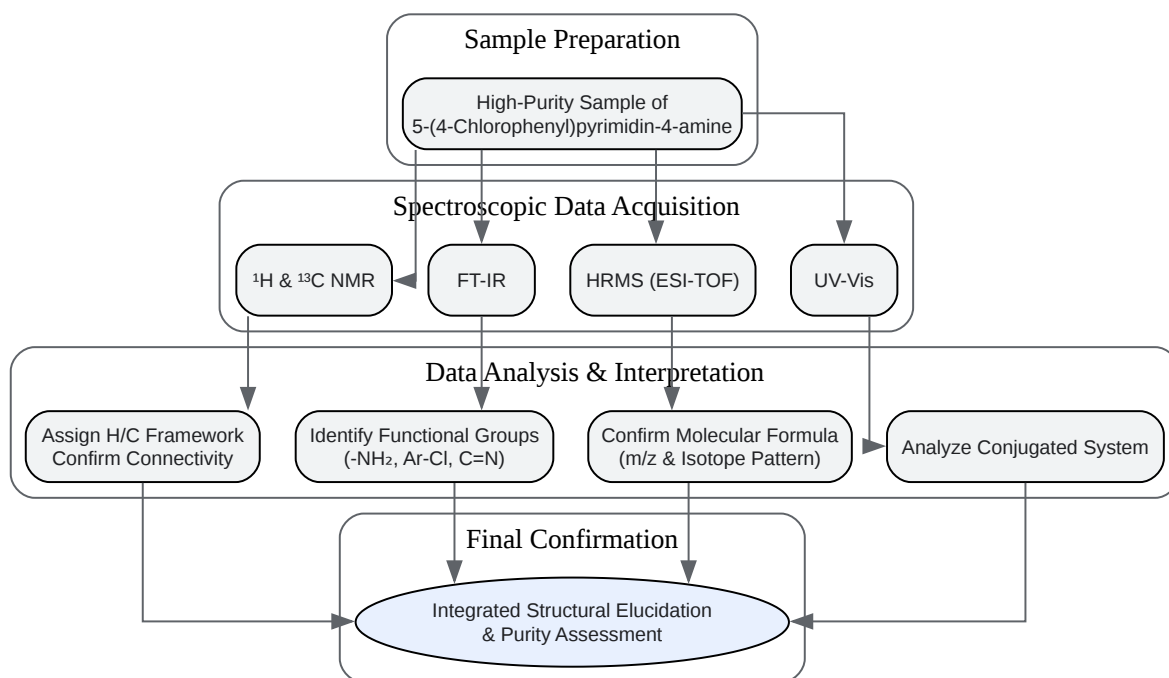 Sample Preparation
High-Purity Sample of
5-(4-Chlorophenyl)pyrimidin-4-amine
Spectroscopic Data Acquisition
¹H & ¹³C NMR
FT-IR
HRMS (ESI-TOF)
UV-Vis
Data Analysis & Interpretation
Assign H/C Framework
Confirm Connectivity
Identify Functional Groups
(-NH₂, Ar-Cl, C=N)
Confirm Molecular Formula
(m/z & Isotope Pattern)
Analyze Conjugated System
Final Confirmation
Integrated Structural Elucidation
& Purity Assessment